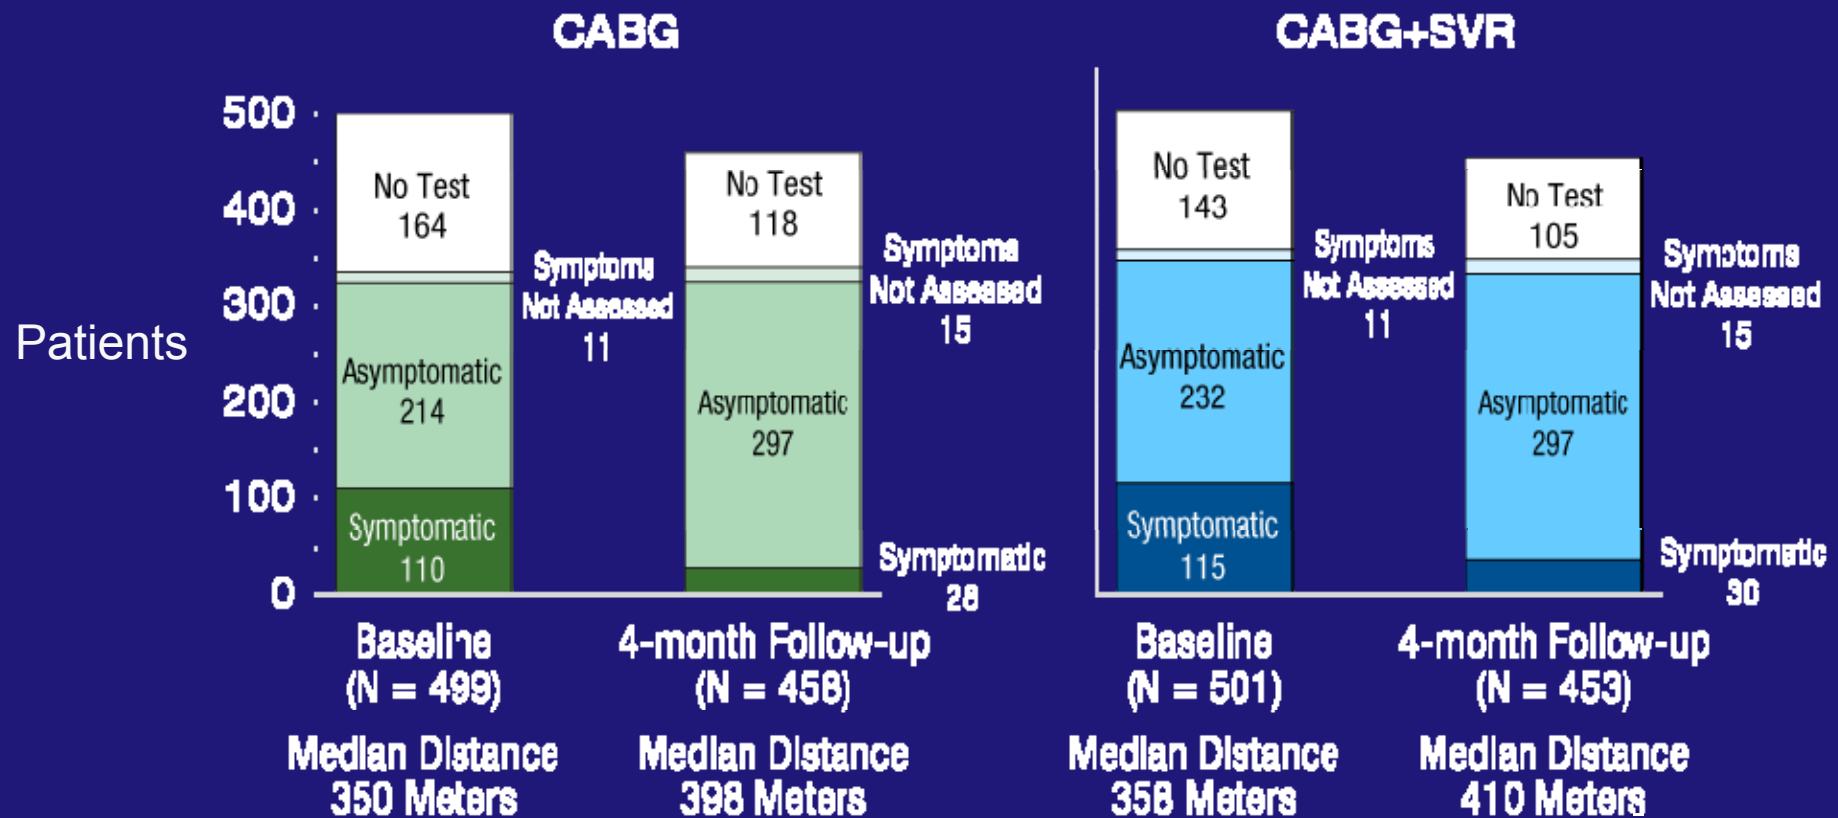 CABG
CABG+SVR
Patients
500
400
300
200
100
0
No Test
164
Symptoms
Not Assessed
11
Asymptomatic
214
Symptomatic
110
No Test
118
Symptoms
Not Assessed
15
Asymptomatic
297
Symptomatic
28
No Test
143
Symptoms
Not Assessed
11
Asymptomatic
232
Symptomatic
115
No Test
105
Symptoms
Not Assessed
15
Asymptomatic
297
Symptomatic
30
Baseline
(N = 499)
Median Distance
350 Meters
4-month Follow-up
(N = 458)
Median Distance
398 Meters
Baseline
(N = 501)
Median Distance
358 Meters
4-month Follow-up
(N = 453)
Median Distance
410 Meters